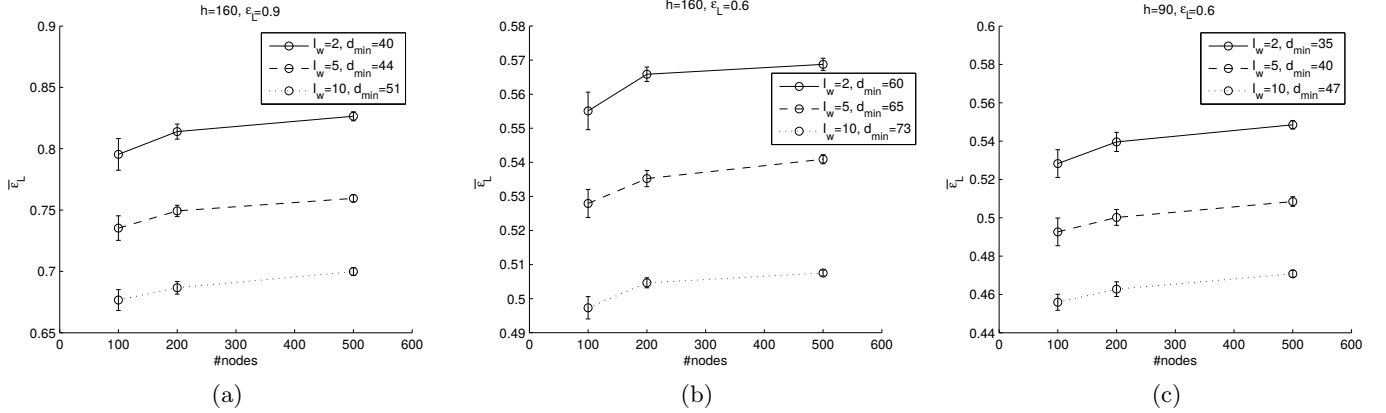 h=160, ε_L=0.9
0.9
0.85
0.8
0.75
0.7
0.65
ε̅_L
0
100
200
300
400
500
600
#nodes
l_w=2, d_min=40
l_w=5, d_min=44
l_w=10, d_min=51
(a)
h=160, ε_L=0.6
0.58
0.57
0.56
0.55
0.54
0.53
0.52
0.51
0.5
0.49
ε̅_L
0
100
200
300
400
500
600
#nodes
l_w=2, d_min=60
l_w=5, d_min=65
l_w=10, d_min=73
(b)
h=90, ε_L=0.6
0.6
0.58
0.56
0.54
0.52
0.5
0.48
0.46
0.44
ε̅_L
0
100
200
300
400
500
600
#nodes
l_w=2, d_min=35
l_w=5, d_min=40
l_w=10, d_min=47
(c)